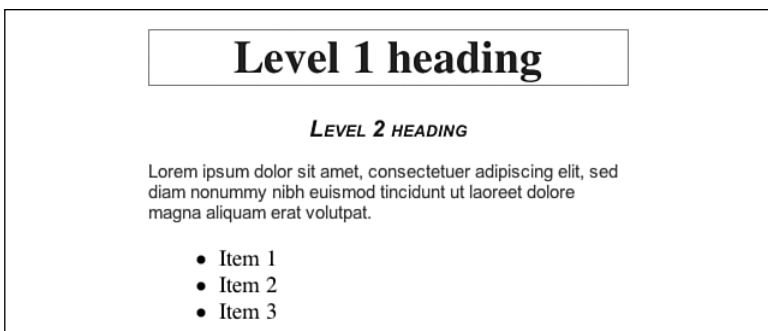 Level 1 heading
Level 2 heading
Lorem ipsum dolor sit amet, consectetuer adipiscing elit, sed
diam nonummy nibh euismod tincidunt ut laoreet dolore
magna aliquam erat volutpat.
• Item 1
• Item 2
• Item 3